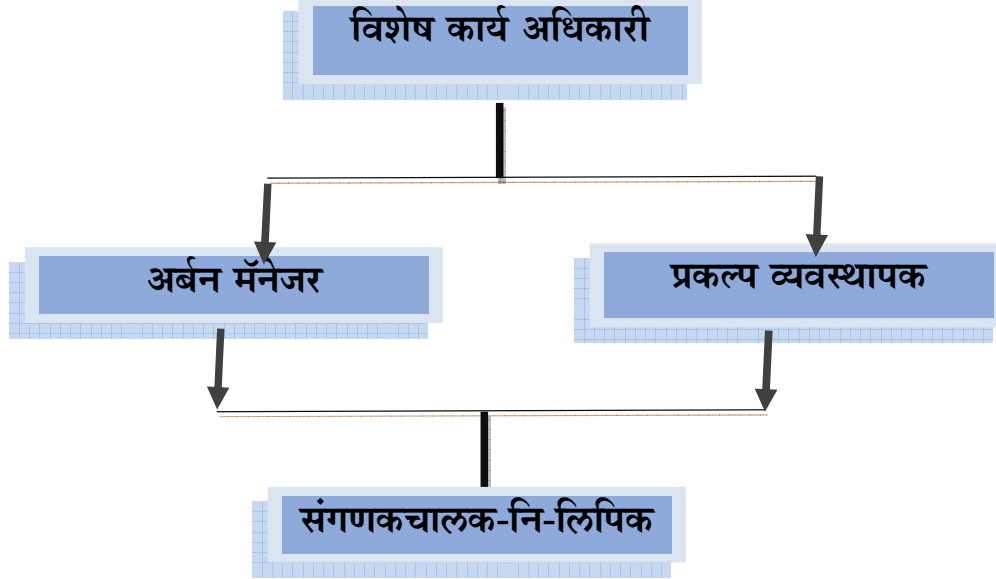 विशेष कार्य अधिकारी
अर्बन मॅनेजर
प्रकल्प व्यवस्थापक
संगणकचालक-नि-लिपिक